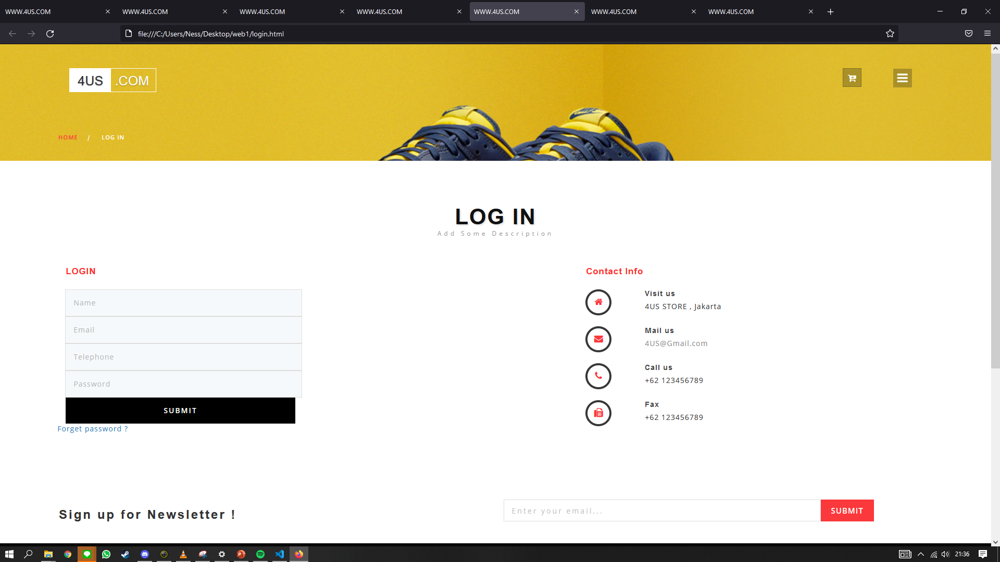 WWW.4US.COM WWW.4US.COM WWW.4US.COM WWW.4US.COM WWW.4US.COM WWW.4US.COM WWW.4US.COM
file:///C:/Users/Ness/Desktop/web1/login.html
4US .COM
HOME / LOG IN
LOG IN
Add Some Description
LOGIN
Name
Email
Telephone
Password
SUBMIT
Forget password ?
Contact Info
Visit us
4US STORE , Jakarta
Mail us
4US@Gmail.com
Call us
+62 123456789
Fax
+62 123456789
Sign up for Newsletter !
Enter your email...
SUBMIT
21:36